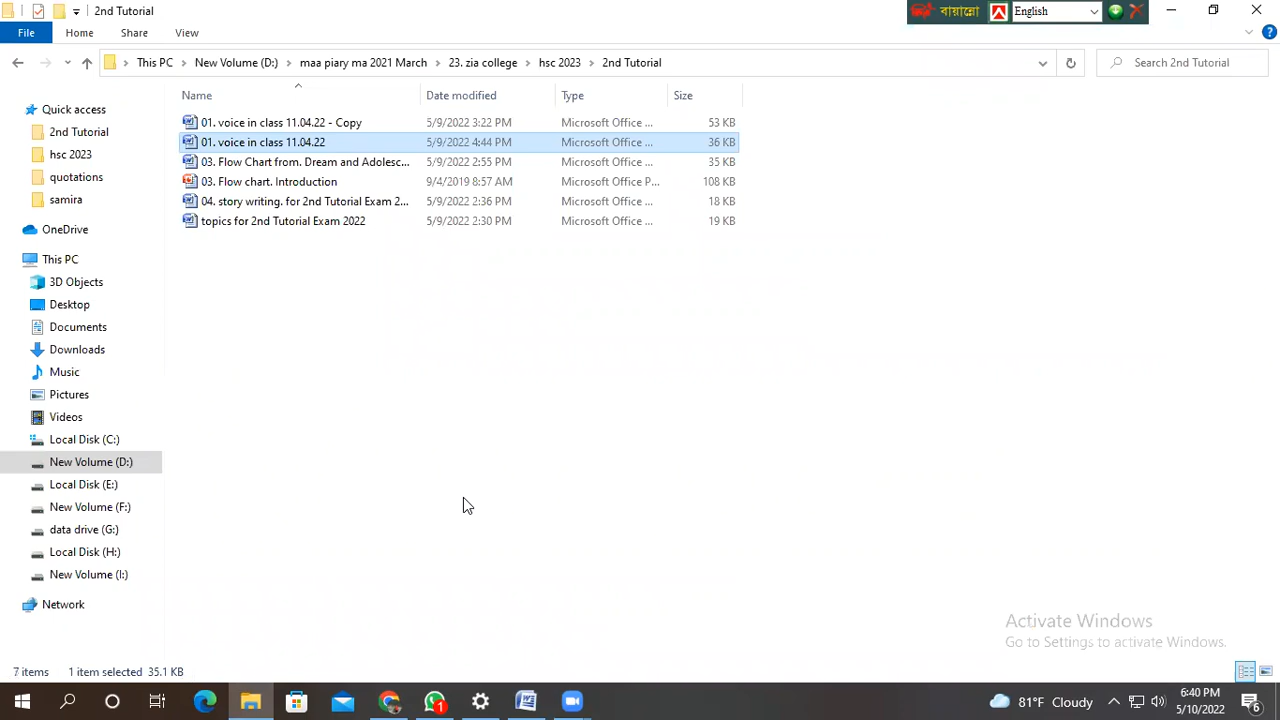 2nd Tutorial
বায়ান্নো English
File Home Share View
This PC New Volume (D:) maa piary ma 2021 March 23. zia college hsc 2023 2nd Tutorial
Search 2nd Tutorial
Name Date modified Type Size
01. voice in class 11.04.22 - Copy 5/9/2022 3:22 PM Microsoft Office ... 53 KB
01. voice in class 11.04.22 5/9/2022 4:44 PM Microsoft Office ... 36 KB
03. Flow Chart from. Dream and Adolesc... 5/9/2022 2:55 PM Microsoft Office ... 35 KB
03. Flow chart. Introduction 9/4/2019 8:57 AM Microsoft Office P... 108 KB
04. story writing. for 2nd Tutorial Exam 2... 5/9/2022 2:36 PM Microsoft Office ... 18 KB
topics for 2nd Tutorial Exam 2022 5/9/2022 2:30 PM Microsoft Office ... 19 KB
Quick access
2nd Tutorial
hsc 2023
quotations
samira
OneDrive
This PC
3D Objects
Desktop
Documents
Downloads
Music
Pictures
Videos
Local Disk (C:)
New Volume (D:)
Local Disk (E:)
New Volume (F:)
data drive (G:)
Local Disk (H:)
New Volume (I:)
Network
Activate Windows
Go to Settings to activate Windows.
7 items 1 item selected 35.1 KB
1
81°F Cloudy
6:40 PM
5/10/2022
6